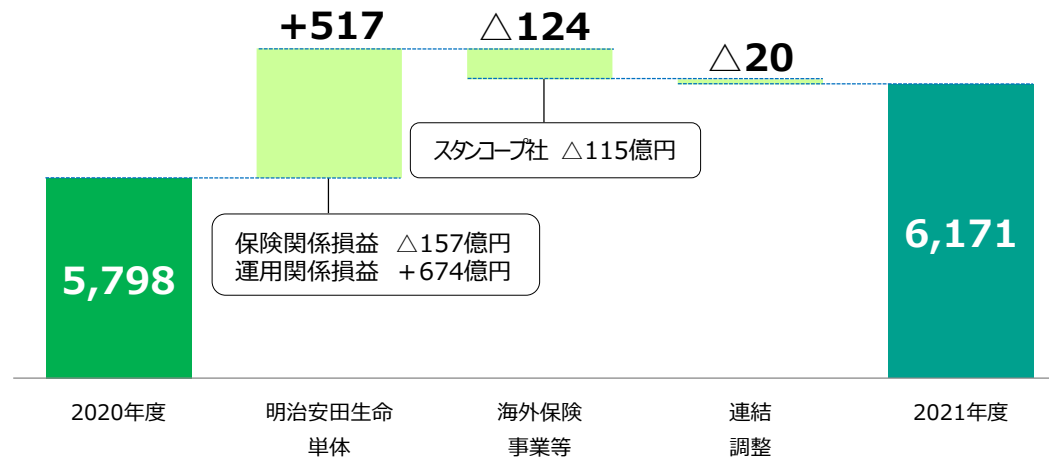 +517
△124
△20
スタンコープ社 △115億円
保険関係損益 △157億円
運用関係損益 +674億円
5,798
6,171
2020年度
明治安田生命
単体
海外保険
事業等
連結
調整
2021年度